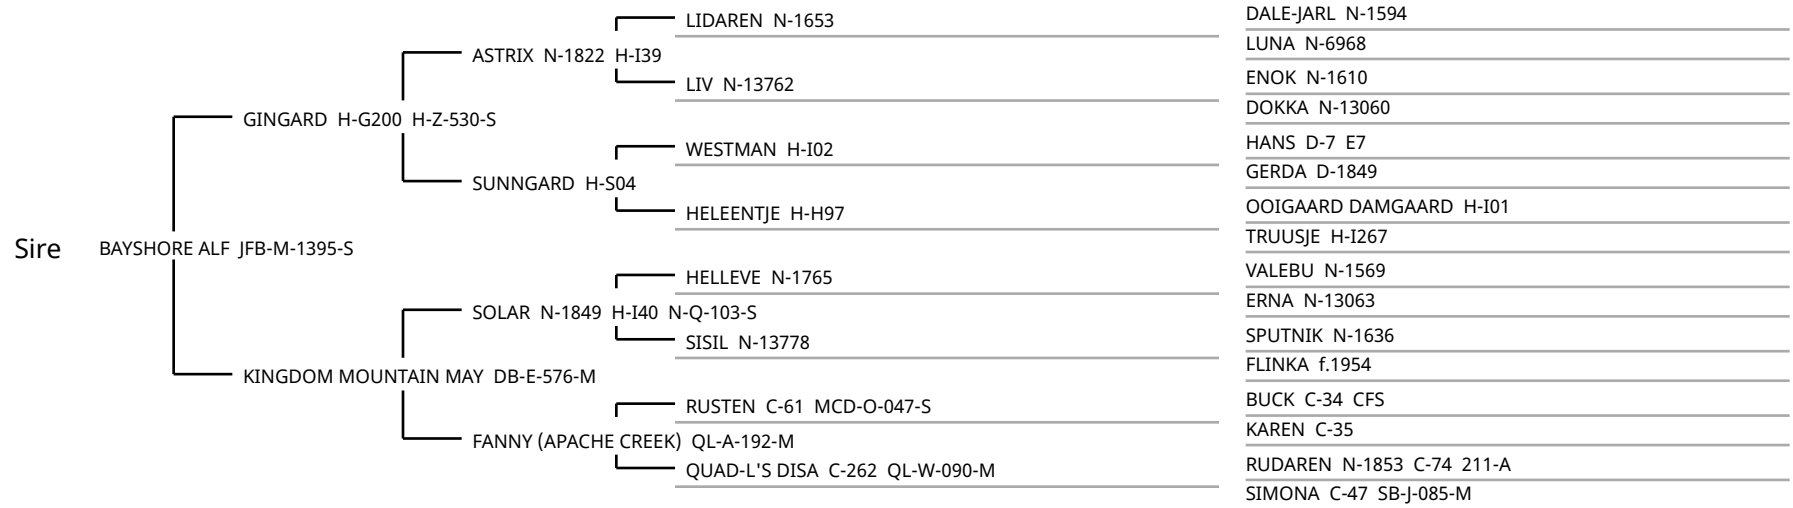 LIDAREN N-1653
DALE-JARL N-1594
LUNA N-6968
ASTRIX N-1822 H-I39
LIV N-13762
ENOK N-1610
DOKKA N-13060
GINGARD H-G200 H-Z-530-S
WESTMAN H-I02
HANS D-7 E7
GERDA D-1849
SUNNGARD H-S04
HELEENTJE H-H97
OOIGAARD DAMGAARD H-I01
TRUUSJE H-I267
Sire BAYSHORE ALF JFB-M-1395-S
HELLEVE N-1765
VALEBU N-1569
ERNA N-13063
SOLAR N-1849 H-I40 N-Q-103-S
SISIL N-13778
SPUTNIK N-1636
FLINKA f.1954
KINGDOM MOUNTAIN MAY DB-E-576-M
RUSTEN C-61 MCD-O-047-S
BUCK C-34 CFS
KAREN C-35
FANNY (APACHE CREEK) QL-A-192-M
QUAD-L'S DISA C-262 QL-W-090-M
RUDAREN N-1853 C-74 211-A
SIMONA C-47 SB-J-085-M